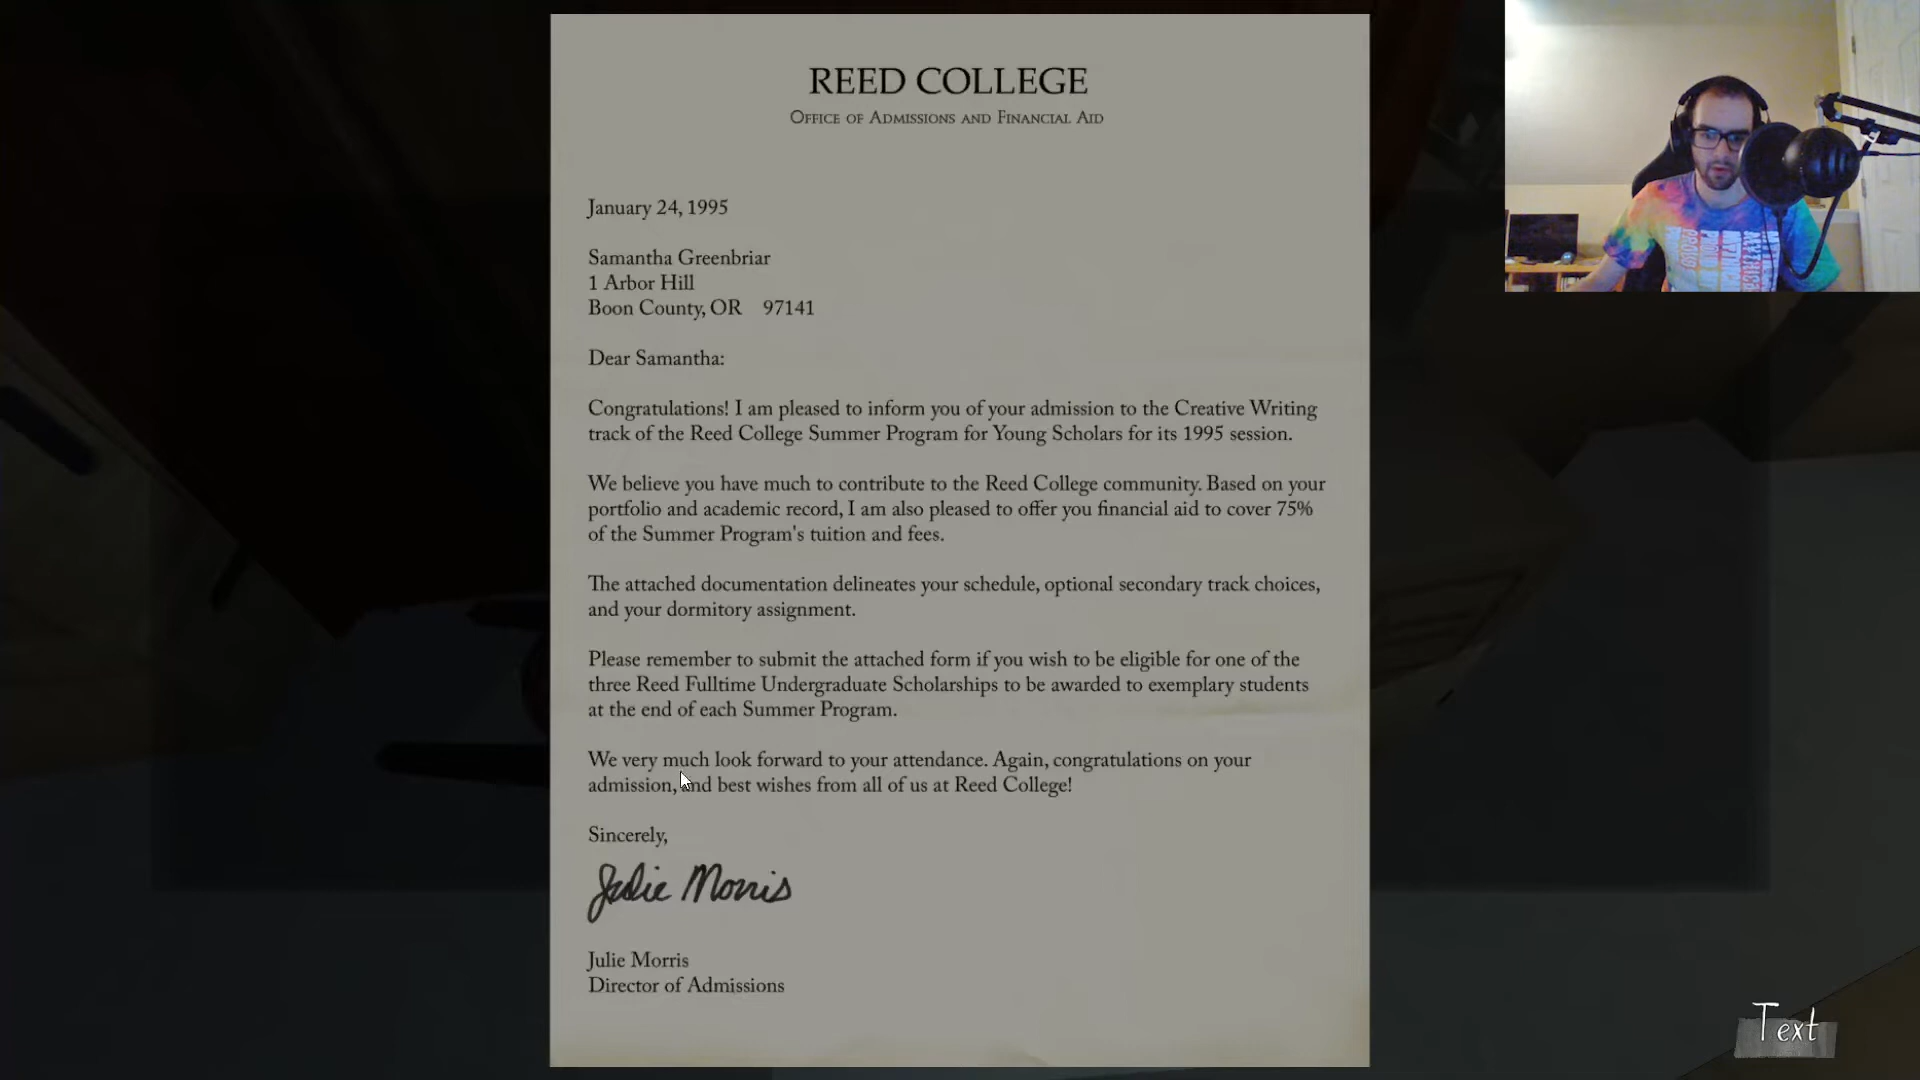 REED COLLEGE
Office of Admissions and Financial Aid
January 24, 1995
Samantha Greenbriar
1 Arbor Hill
Boon County, OR 97141
Dear Samantha:
Congratulations! I am pleased to inform you of your admission to the Creative Writing
track of the Reed College Summer Program for Young Scholars for its 1995 session.
We believe you have much to contribute to the Reed College community. Based on your
portfolio and academic record, I am also pleased to offer you financial aid to cover 75%
of the Summer Program's tuition and fees.
The attached documentation delineates your schedule, optional secondary track choices,
and your dormitory assignment.
Please remember to submit the attached form if you wish to be eligible for one of the
three Reed Fulltime Undergraduate Scholarships to be awarded to exemplary students
at the end of each Summer Program.
We very much look forward to your attendance. Again, congratulations on your
admission, and best wishes from all of us at Reed College!
Sincerely,
Julie Morris
Julie Morris
Director of Admissions
Text